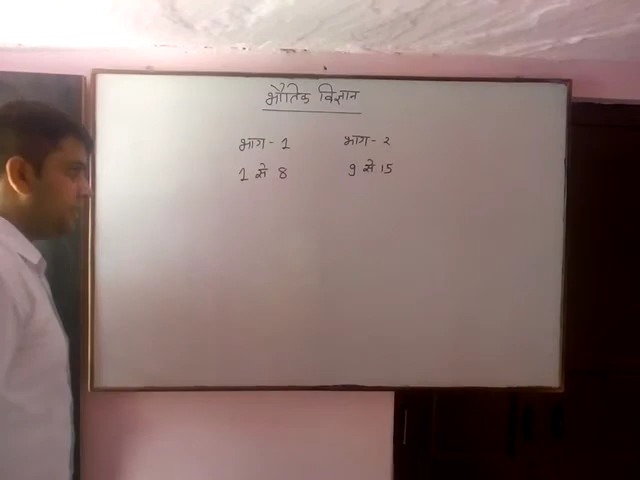 भौतिक विज्ञान
भाग - 1 भाग - 2
1 से 8 9 से 15